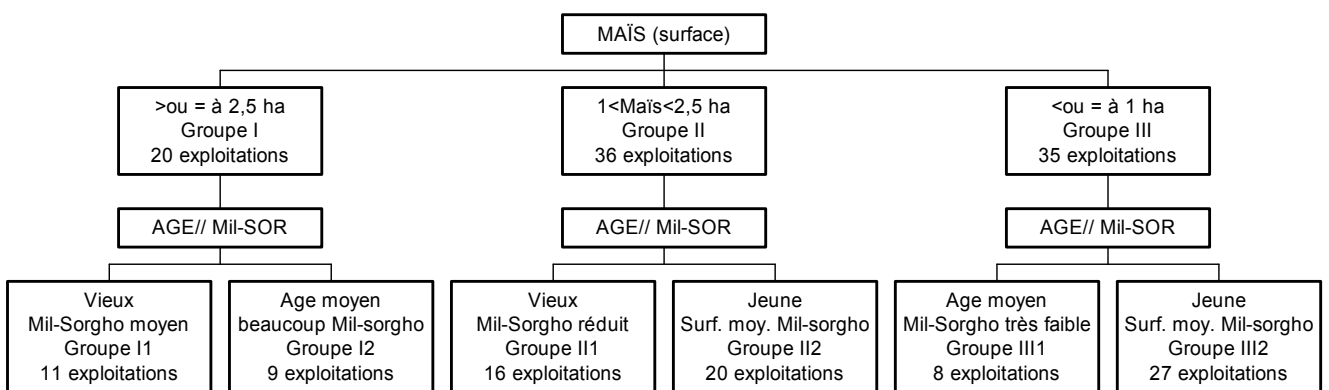 MAÏS (surface)
>ou = à 2,5 ha
Groupe I
20 exploitations
1<Maïs<2,5 ha
Groupe II
36 exploitations
<ou = à 1 ha
Groupe III
35 exploitations
AGE// Mil-SOR
AGE// Mil-SOR
AGE// Mil-SOR
Vieux
Mil-Sorgho moyen
Groupe I1
11 exploitations
Age moyen
beaucoup Mil-sorgho
Groupe I2
9 exploitations
Vieux
Mil-Sorgho réduit
Groupe II1
16 exploitations
Jeune
Surf. moy. Mil-sorgho
Groupe II2
20 exploitations
Age moyen
Mil-Sorgho très faible
Groupe III1
8 exploitations
Jeune
Surf. moy. Mil-sorgho
Groupe III2
27 exploitations